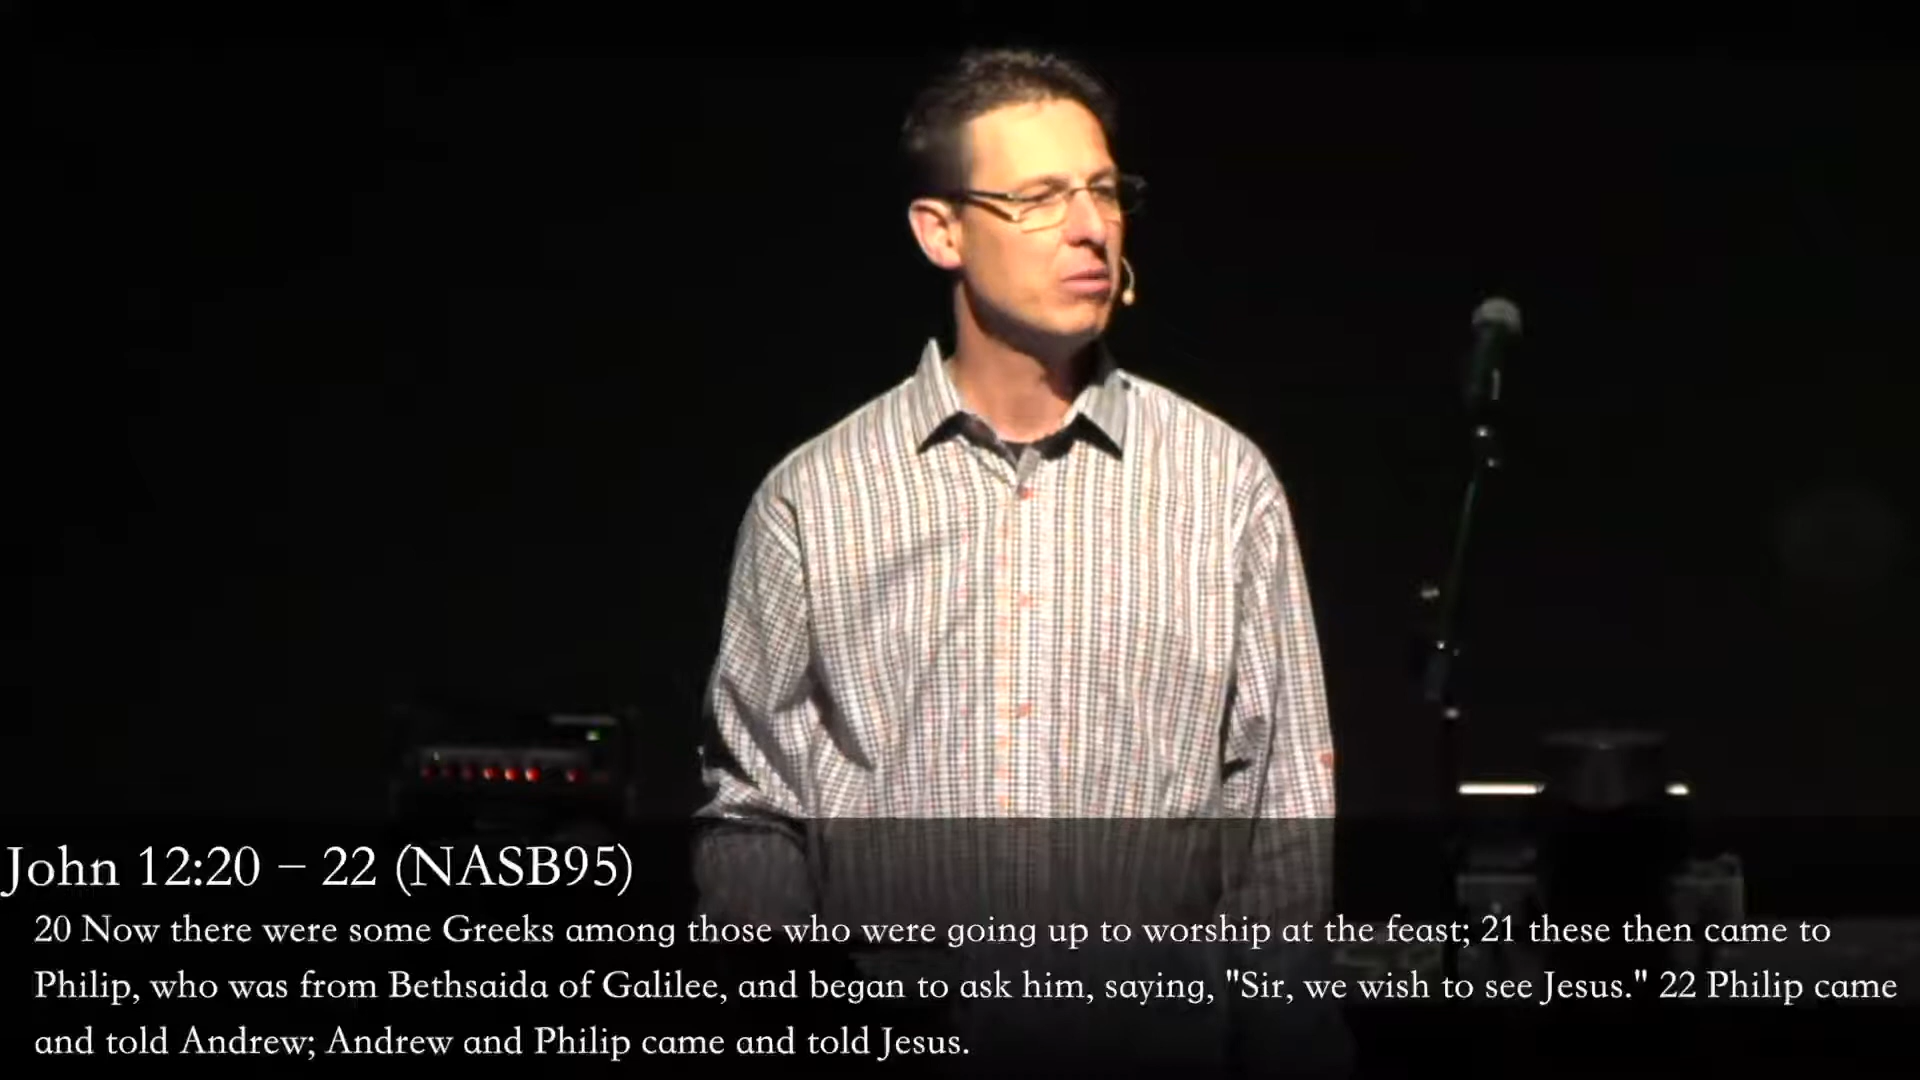 John 12:20 – 22 (NASB95)
20 Now there were some Greeks among those who were going up to worship at the feast; 21 these then came to
Philip, who was from Bethsaida of Galilee, and began to ask him, saying, "Sir, we wish to see Jesus." 22 Philip came
and told Andrew; Andrew and Philip came and told Jesus.